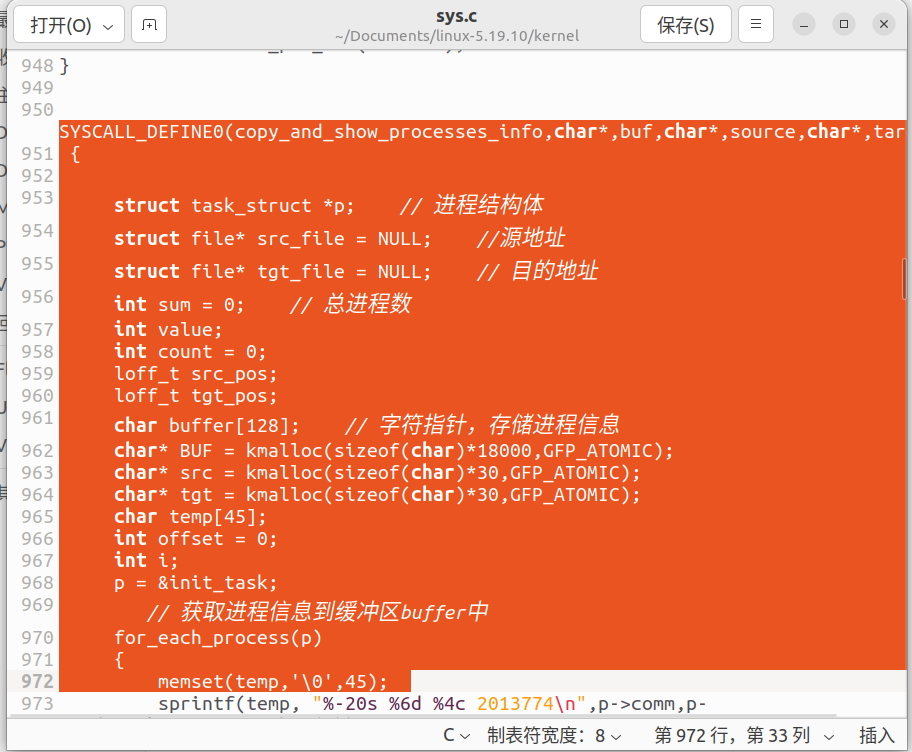 打开(O)
sys.c
~/Documents/linux-5.19.10/kernel
保存(S)
948 }
949
950
SYSCALL_DEFINE0(copy_and_show_processes_info,char*,buf,char*,source,char*,tar
951 {
952
953 struct task_struct *p; // 进程结构体
954 struct file* src_file = NULL; //源地址
955 struct file* tgt_file = NULL; // 目的地址
956 int sum = 0; // 总进程数
957 int value;
958 int count = 0;
959 loff_t src_pos;
960 loff_t tgt_pos;
961 char buffer[128]; // 字符指针，存储进程信息
962 char* BUF = kmalloc(sizeof(char)*18000,GFP_ATOMIC);
963 char* src = kmalloc(sizeof(char)*30,GFP_ATOMIC);
964 char* tgt = kmalloc(sizeof(char)*30,GFP_ATOMIC);
965 char temp[45];
966 int offset = 0;
967 int i;
968 p = &init_task;
969 // 获取进程信息到缓冲区buffer中
970 for_each_process(p)
971 {
972 memset(temp,'\0',45);
973 sprintf(temp, "%-20s %6d %4c 2013774\n",p->comm,p-
C 制表符宽度：8 第 972 行，第 33 列 插入